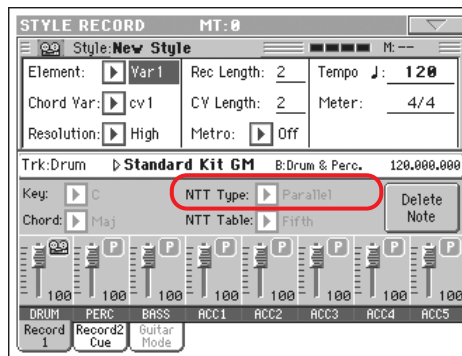 STYLE RECORD MT:0
Style:New Style M:--
Element: Var1 Rec Length: 2 Tempo ♩: 120
Chord Var: cv1 CV Length: 2 Meter: 4/4
Resolution: High Metro: Off
Trk:Drum ▷Standard Kit GM B:Drum & Perc. 120.000.000
Key: C NTT Type: Parallel Delete
Chord: Maj NTT Table: Fifth Note
P P P P P P P
100 100 100 100 100 100 100 100
DRUM PERC BASS ACC1 ACC2 ACC3 ACC4 ACC5
Record 1 Record2 Cue Guitar Mode